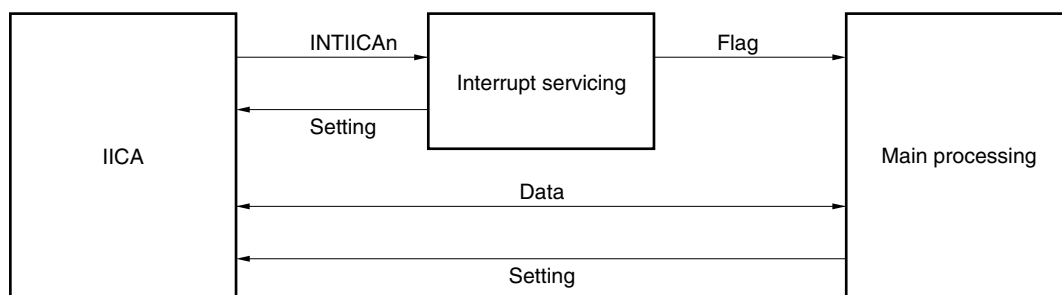 INTIICAn
Flag
Interrupt servicing
Setting
IICA
Main processing
Data
Setting